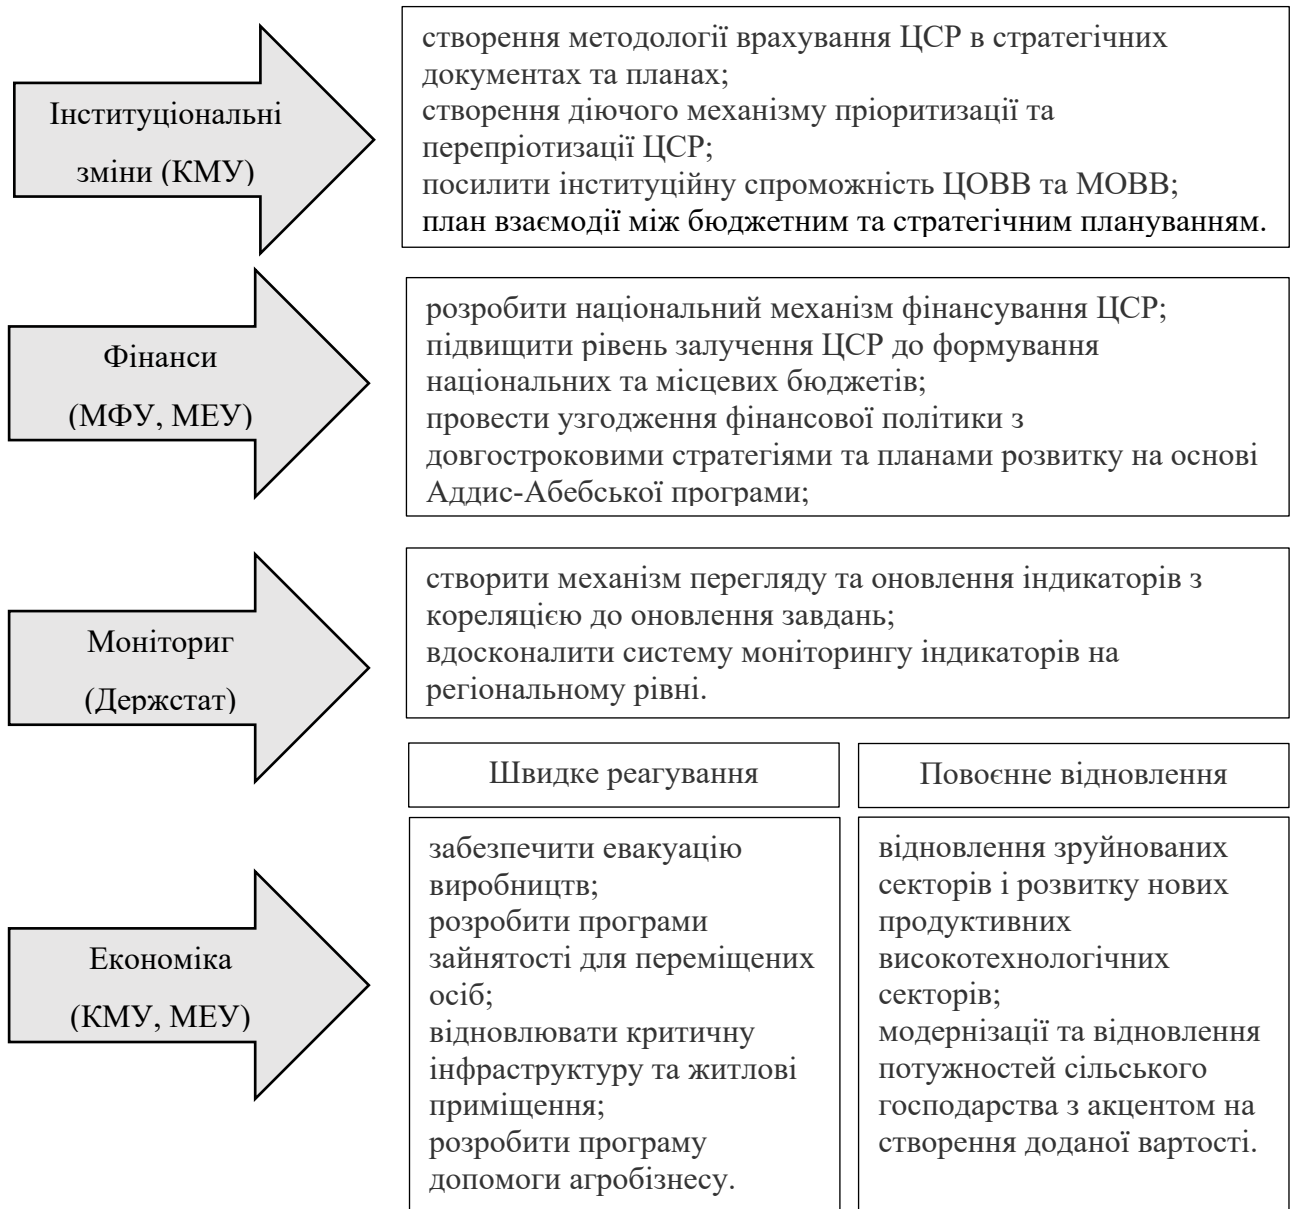 Інституціональні
зміни (КМУ)
створення методології врахування ЦСР в стратегічних
документах та планах;
створення діючого механізму пріоритизації та
перепріотизації ЦСР;
посилити інституційну спроможність ЦОВВ та МОВВ;
план взаємодії між бюджетним та стратегічним плануванням.
Фінанси
(МФУ, МЕУ)
розробити національний механізм фінансування ЦСР;
підвищити рівень залучення ЦСР до формування
національних та місцевих бюджетів;
провести узгодження фінансової політики з
довгостроковими стратегіями та планами розвитку на основі
Аддис-Абебської програми;
Моніториг
(Держстат)
створити механізм перегляду та оновлення індикаторів з
кореляцією до оновлення завдань;
вдосконалити систему моніторингу індикаторів на
регіональному рівні.
Економіка
(КМУ, МЕУ)
Швидке реагування
забезпечити евакуацію
виробництв;
розробити програми
зайнятості для переміщених
осіб;
відновлювати критичну
інфраструктуру та житлові
приміщення;
розробити програму
допомоги агробізнесу.
Повоєнне відновлення
відновлення зруйнованих
секторів і розвитку нових
продуктивних
високотехнологічних
секторів;
модернізації та відновлення
потужностей сільського
господарства з акцентом на
створення доданої вартості.